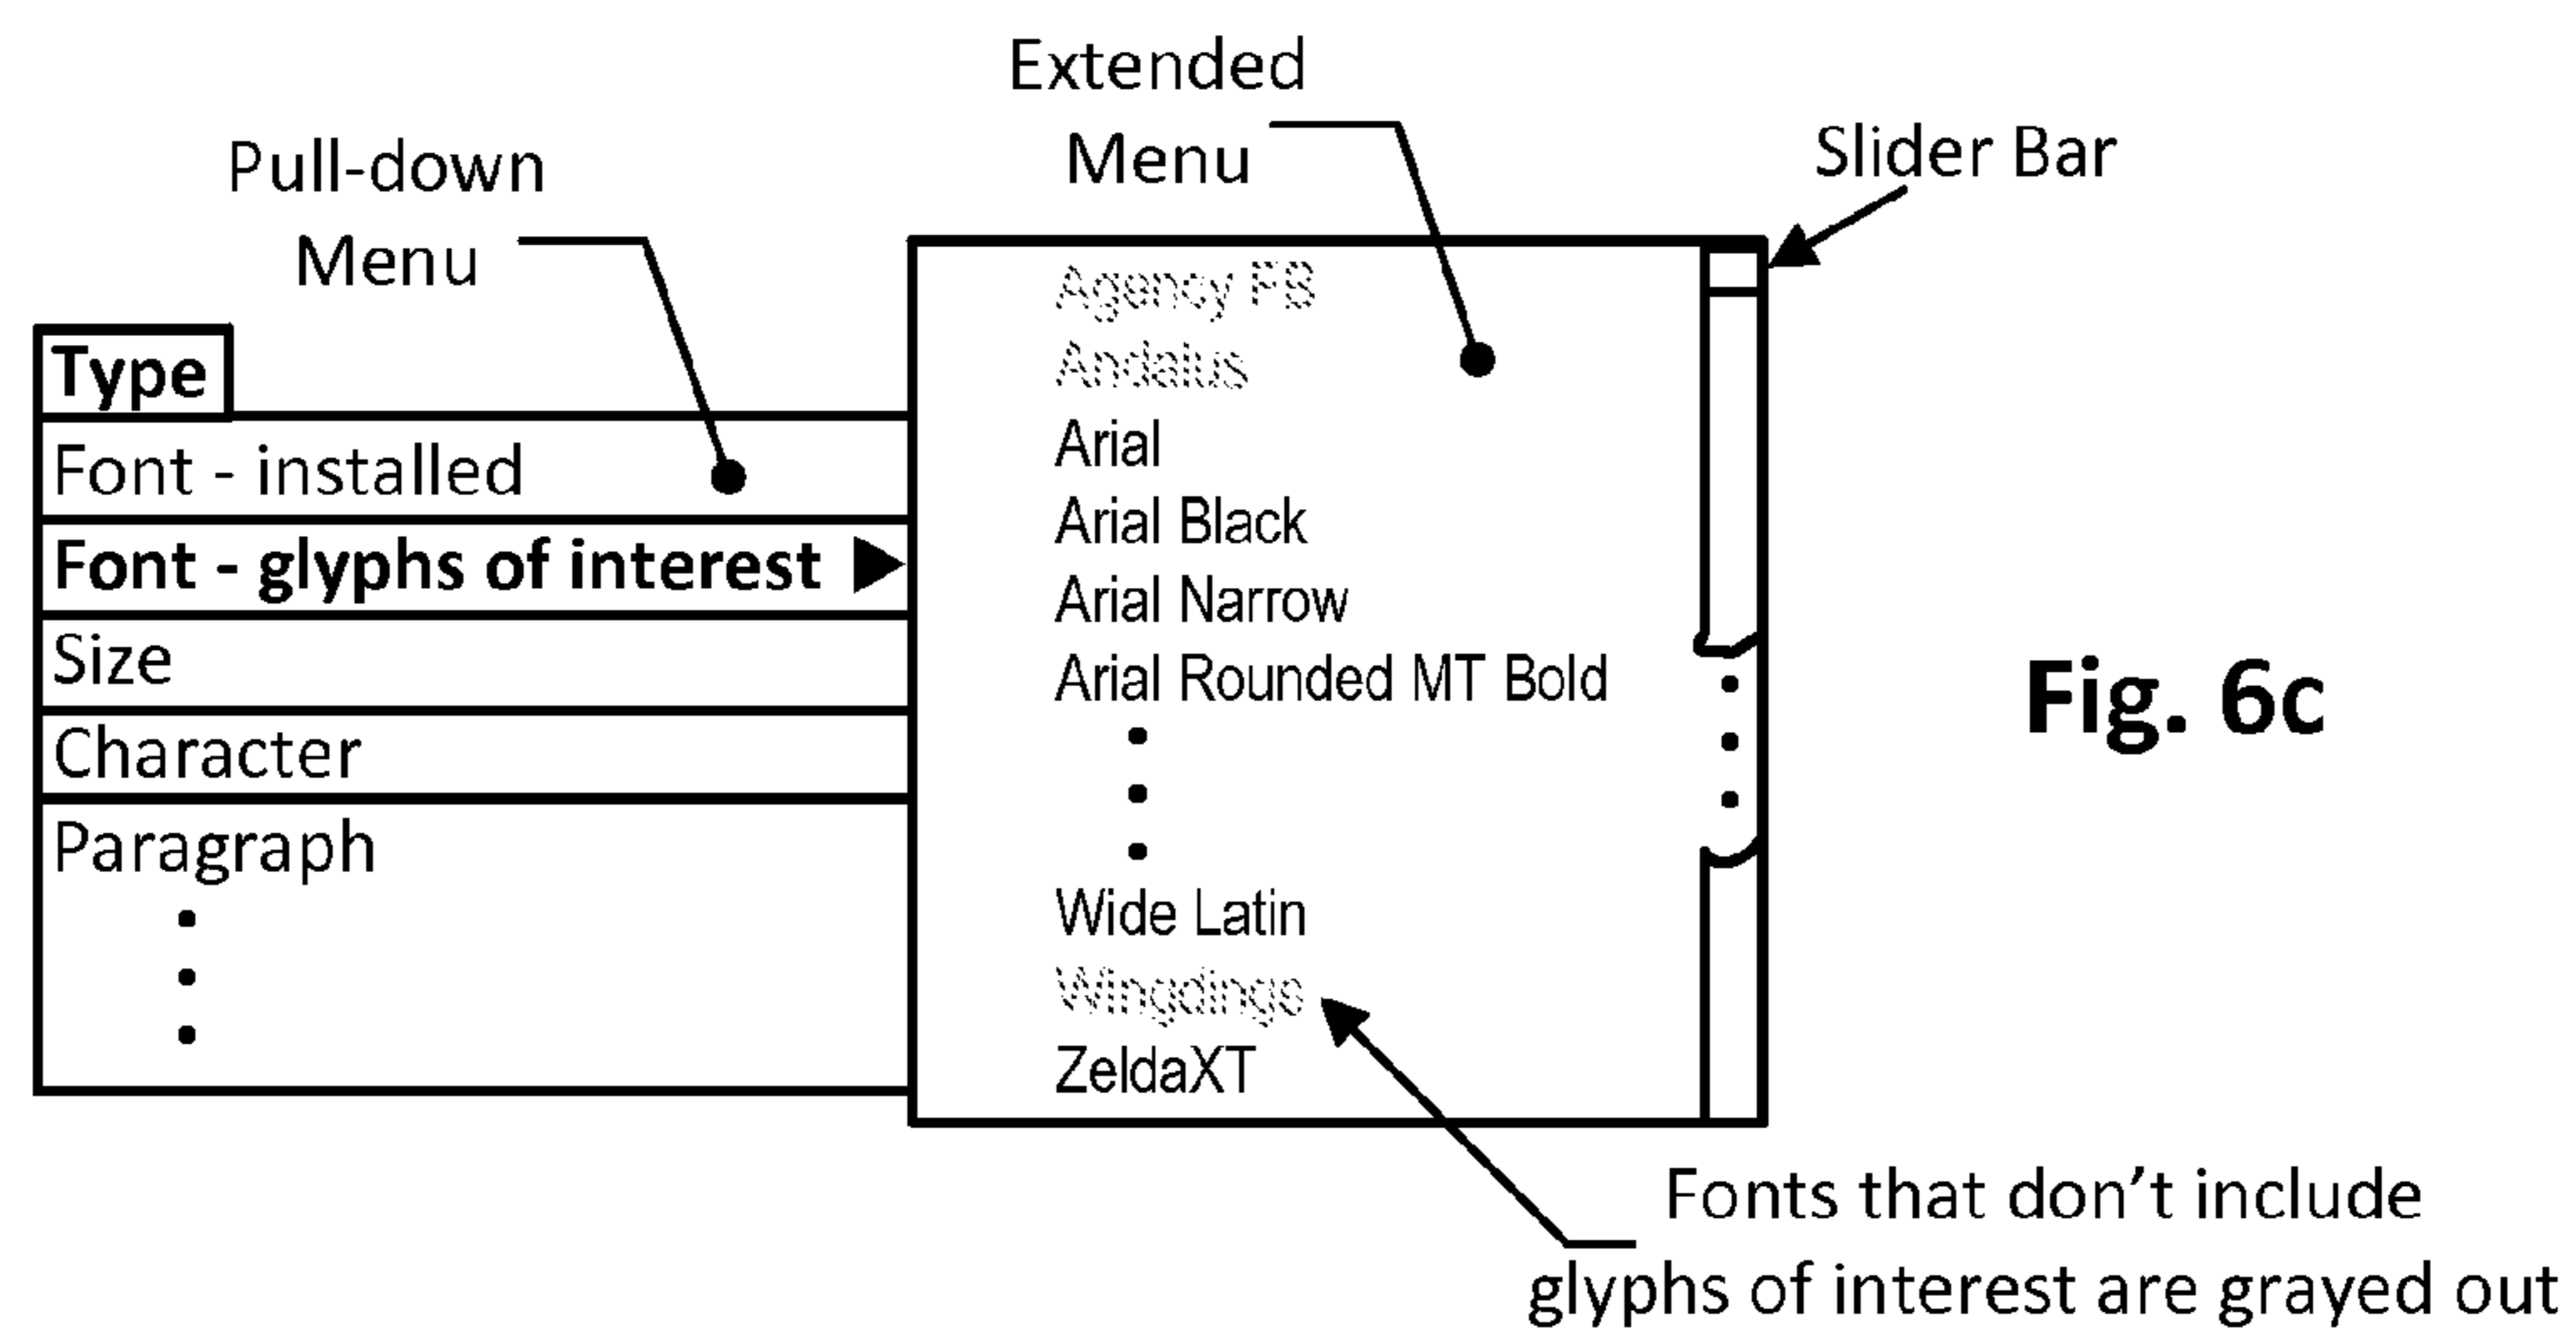 Extended
Menu
Pull-down
Menu
Slider Bar
Type
Font - installed
Font - glyphs of interest
Size
Character
Paragraph
Agency FB
Andalus
Arial
Arial Black
Arial Narrow
Arial Rounded MT Bold
Wide Latin
Wingdings
ZeldaXT
Fig. 6c
Fonts that don’t include
glyphs of interest are grayed out